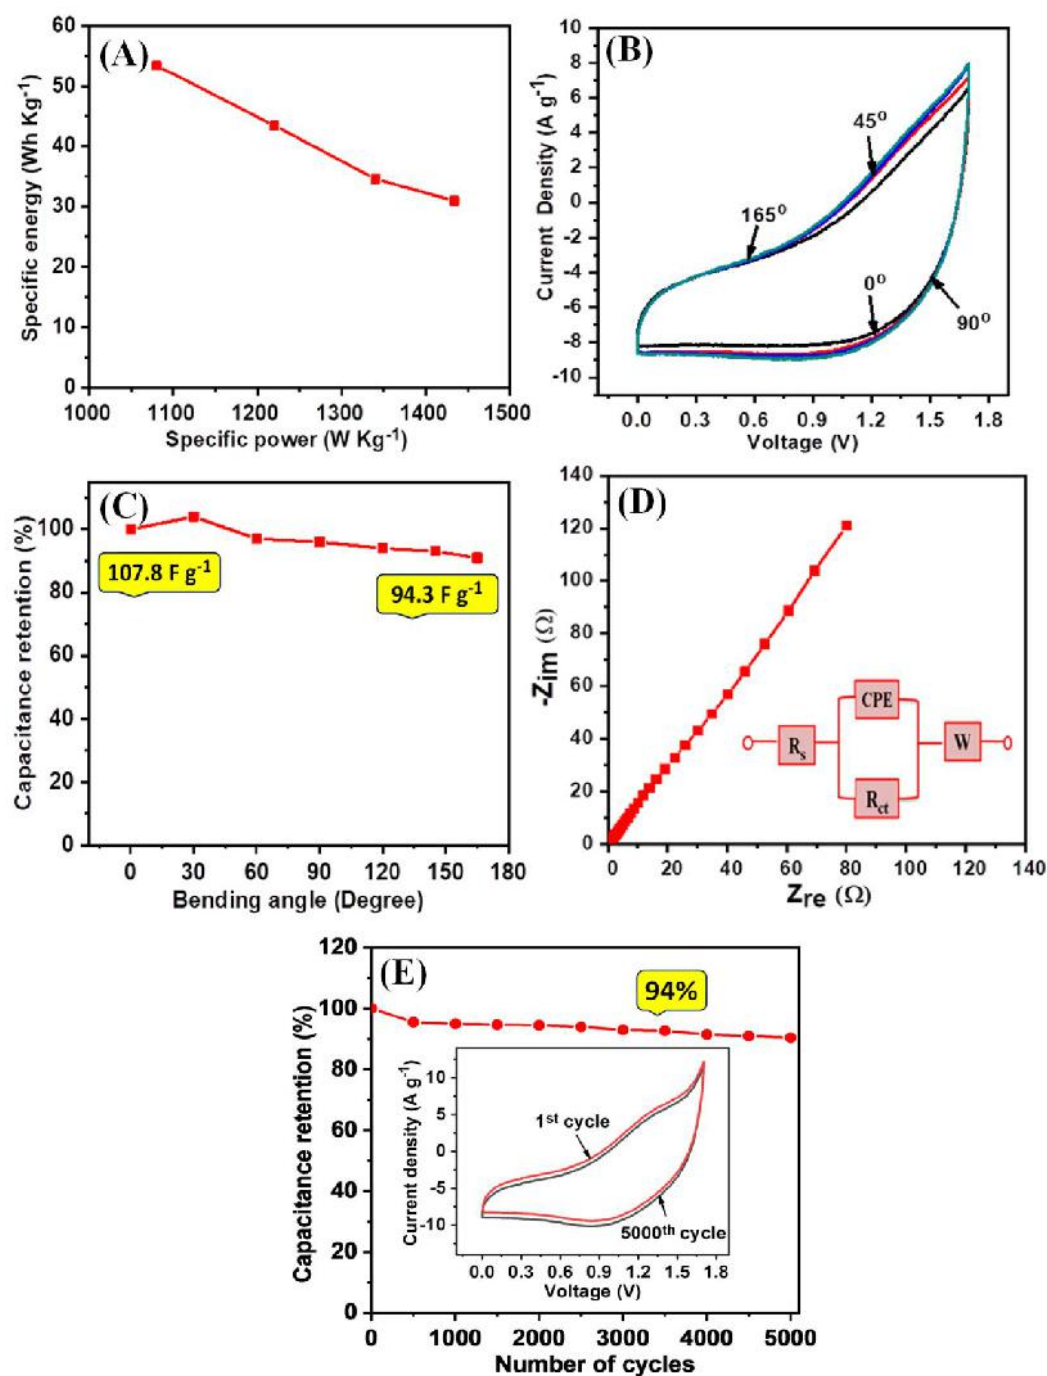 (A)
60
50
40
30
20
10
0
Specific energy (Wh Kg⁻¹)
1000 1100 1200 1300 1400 1500
Specific power (W Kg⁻¹)
(B)
8
6
4
2
0
-2
-4
-6
-8
-10
Current Density (A g⁻¹)
45⁰
165⁰
0⁰
90⁰
0.0 0.3 0.6 0.9 1.2 1.5 1.8
Voltage (V)
(C)
100
80
60
40
20
0
Capacitance retention (%)
107.8 F g⁻¹
94.3 F g⁻¹
0 30 60 90 120 150 180
Bending angle (Degree)
(D)
140
120
100
80
60
40
20
0
-Zim (Ω)
CPE
Rs
W
Rct
0 20 40 60 80 100 120 140
Zre (Ω)
(E)
120
100
80
60
40
20
0
Capacitance retention (%)
94%
10
5
0
-5
-10
Current density (A g⁻¹)
1st cycle
5000th cycle
0.0 0.3 0.6 0.9 1.2 1.5 1.8
Voltage (V)
0 1000 2000 3000 4000 5000
Number of cycles